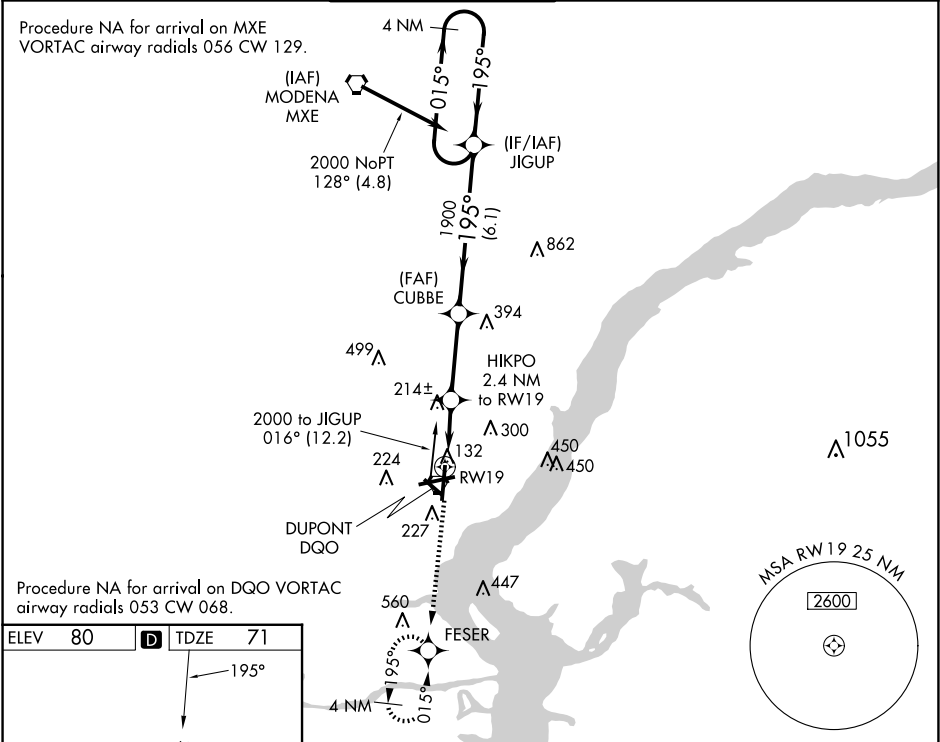 Procedure NA for arrival on MXE
VORTAC airway radials 056 CW 129.
4 NM
015°
195°
(IAF)
MODENA
MXE
2000 NoPT
128° (4.8)
(IF/IAF)
JIGUP
1900
195°
(6.1)
862
(FAF)
CUBBE
394
499
HIKPO
2.4 NM
to RW19
214±
2000 to JIGUP
016° (12.2)
300
1055
132
450
450
224
RW19
227
DUPONT
DQO
MSA RW19 25 NM
2600
Procedure NA for arrival on DQO VORTAC
airway radials 053 CW 068.
447
560
FESER
195°
015°
4 NM
ELEV 80 D TDZE 71
195°